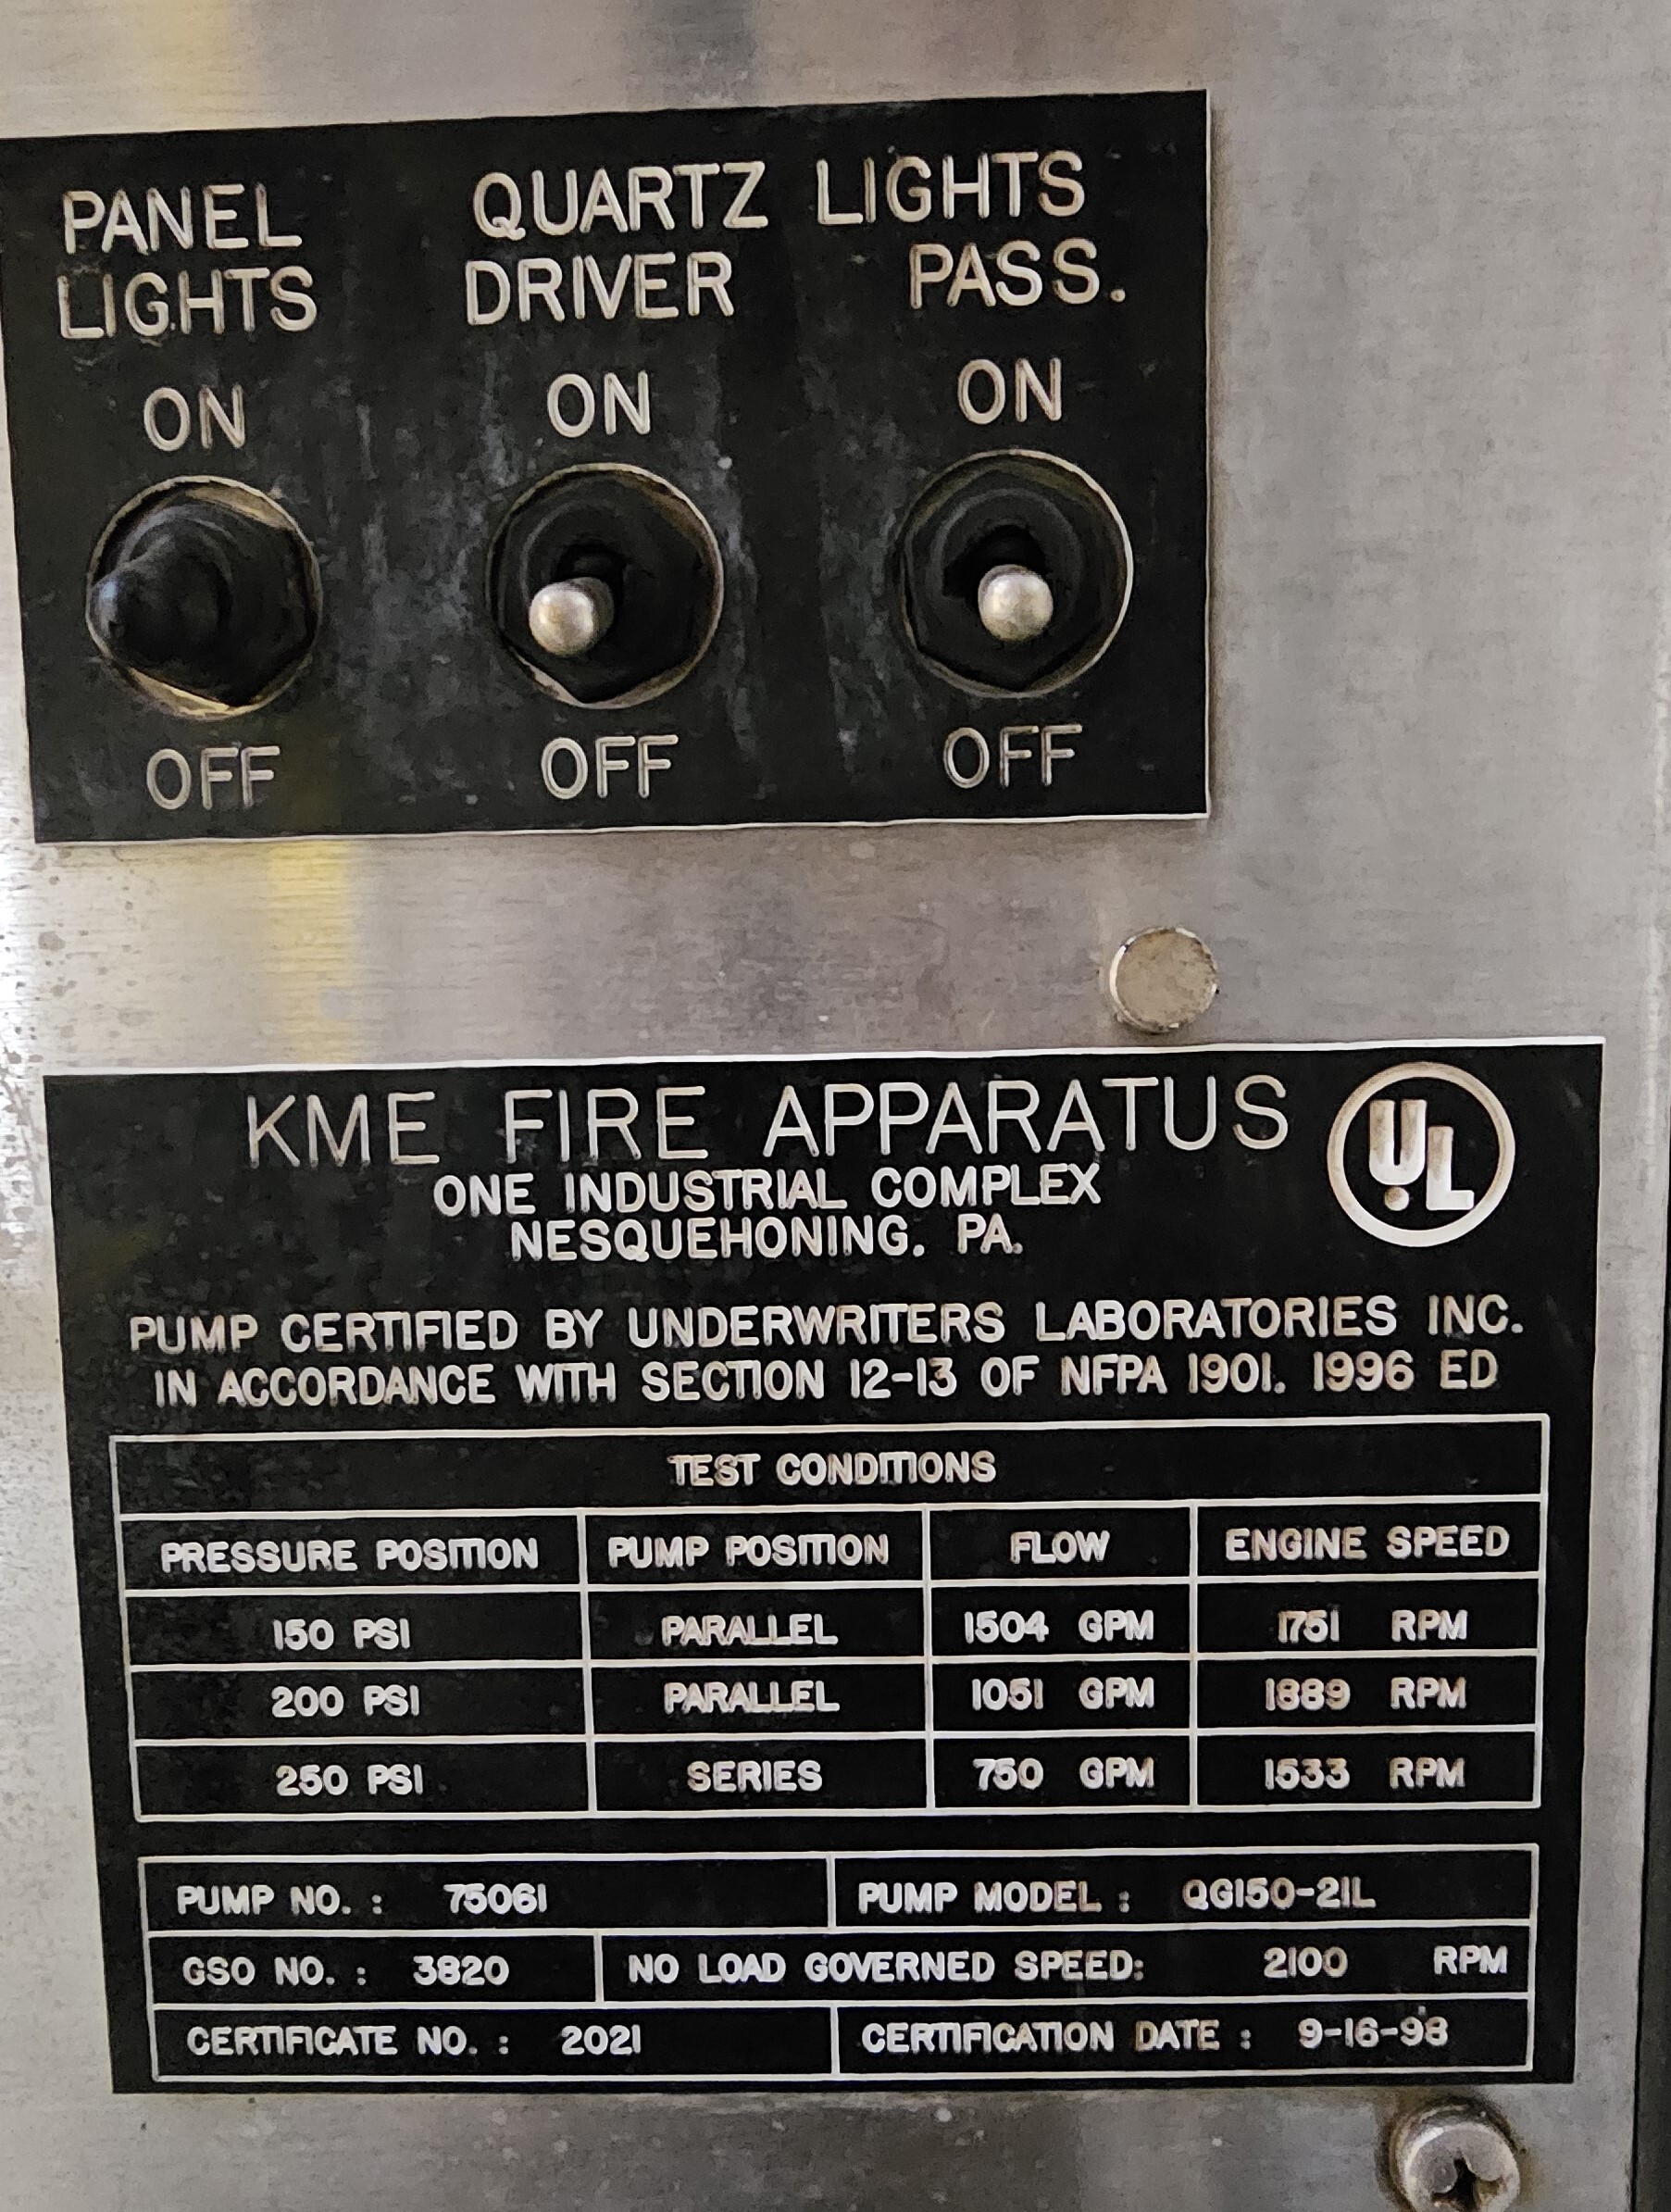 PANEL LIGHTS
QUARTZ LIGHTS
DRIVER PASS.
ON ON ON
OFF OFF OFF
KME FIRE APPARATUS
UL
ONE INDUSTRIAL COMPLEX
NESQUEHONING. PA.
PUMP CERTIFIED BY UNDERWRITERS LABORATORIES INC.
IN ACCORDANCE WITH SECTION 12-13 OF NFPA 1901. 1996 ED
TEST CONDITIONS
PRESSURE POSITION PUMP POSITION FLOW ENGINE SPEED
150 PSI PARALLEL 1504 GPM 1751 RPM
200 PSI PARALLEL 1051 GPM 1889 RPM
250 PSI SERIES 750 GPM 1533 RPM
PUMP NO. : 75061 PUMP MODEL : QG150-21L
GSO NO. : 3820 NO LOAD GOVERNED SPEED: 2100 RPM
CERTIFICATE NO. : 2021 CERTIFICATION DATE : 9-16-98